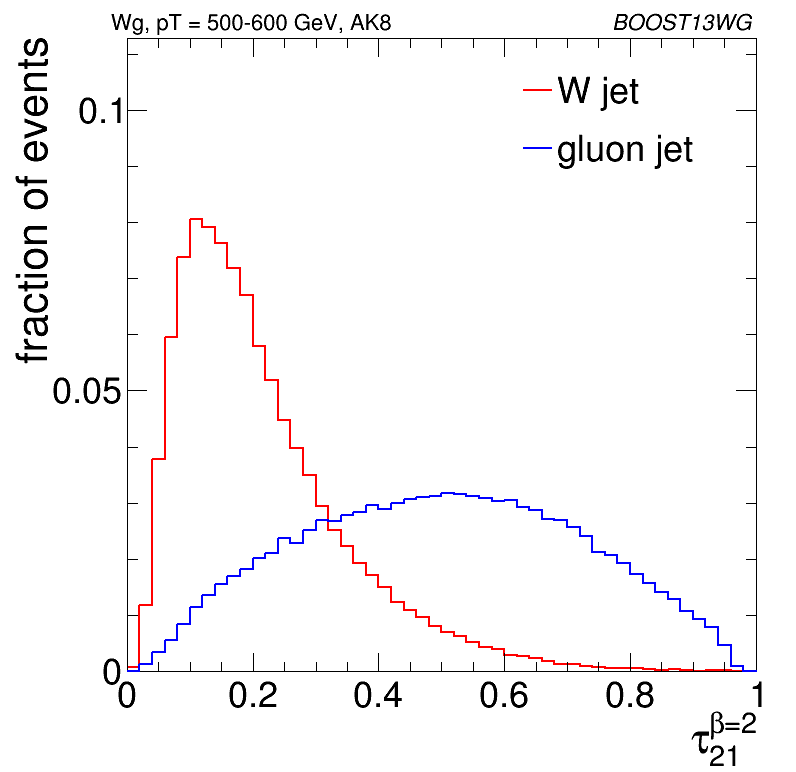 Wg, pT = 500-600 GeV, AK8
BOOST13WG
fraction of events
W jet
gluon jet
0.1
0.05
0
0 0.2 0.4 0.6 0.8 1
τ21β=2